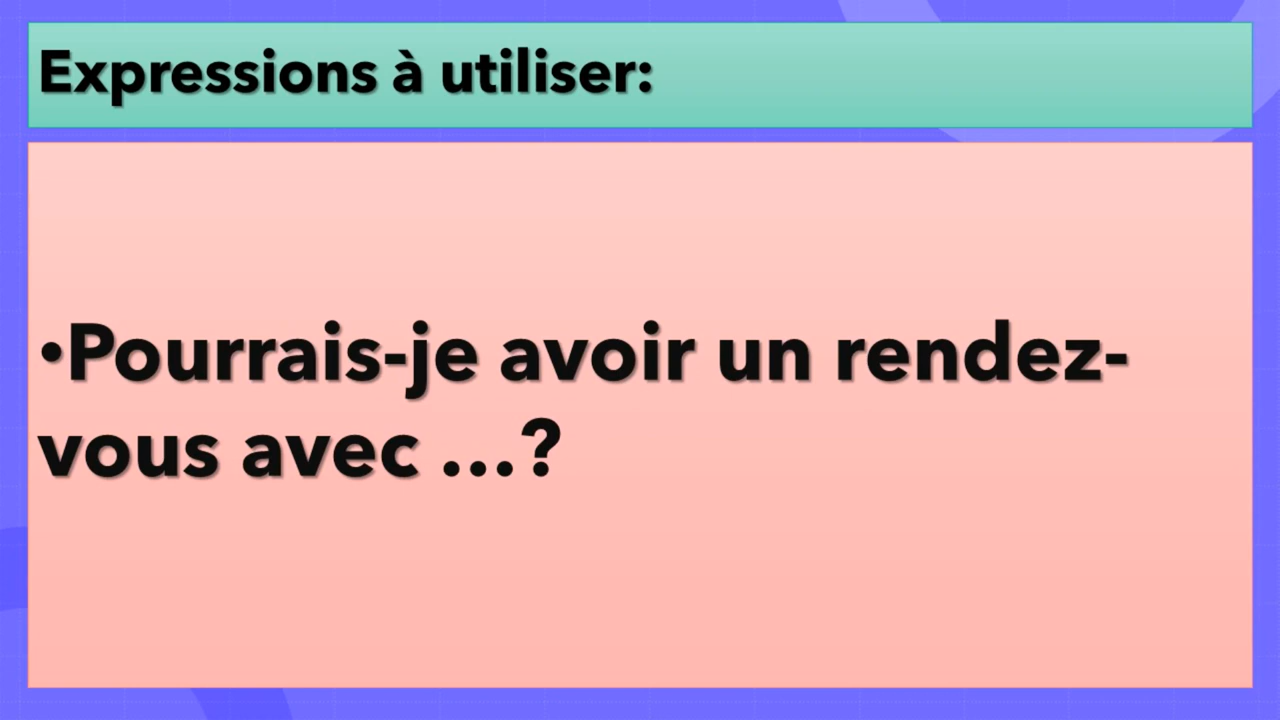 Expressions à utiliser:
•Pourrais-je avoir un rendez-
vous avec …?